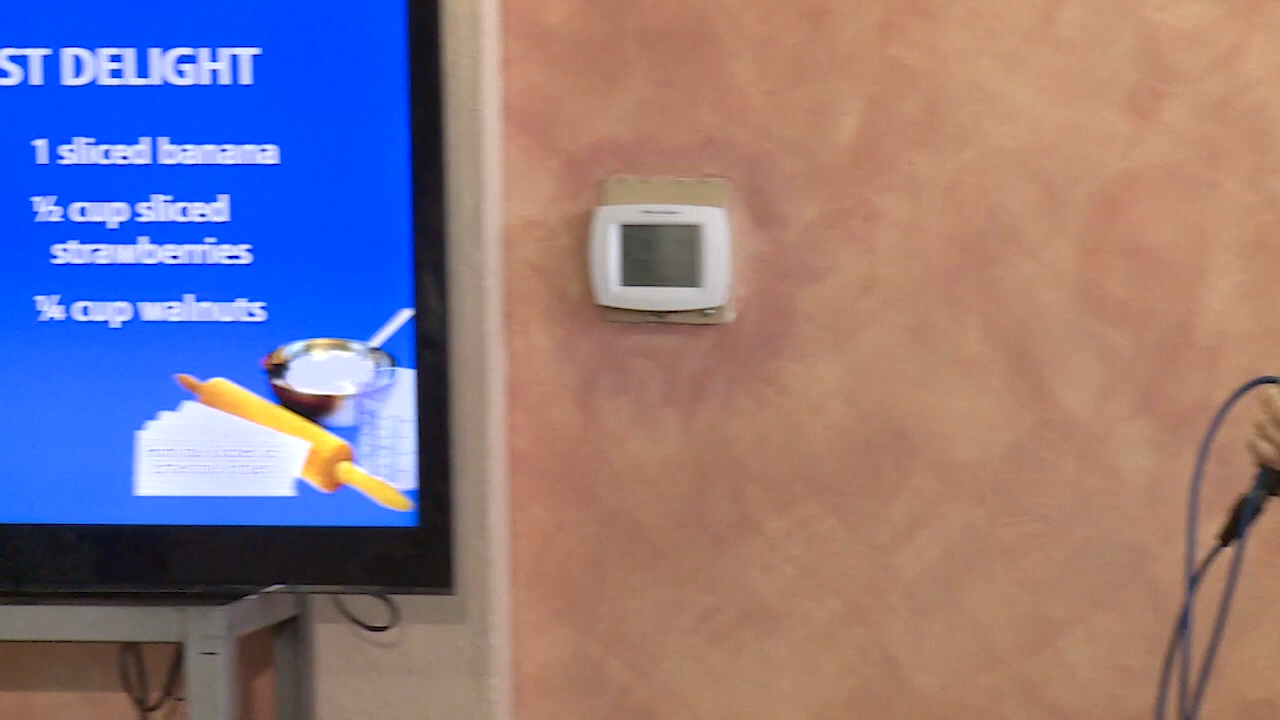 ST DELIGHT
1 sliced banana
½ cup sliced
strawberries
¼ cup walnuts